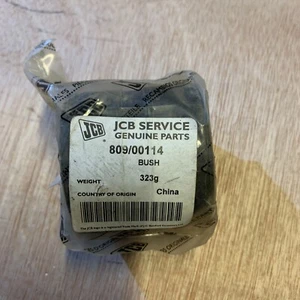 JCB
JCB SERVICE
GENUINE PARTS
809/00114
BUSH
WEIGHT 323g
COUNTRY OF ORIGIN China